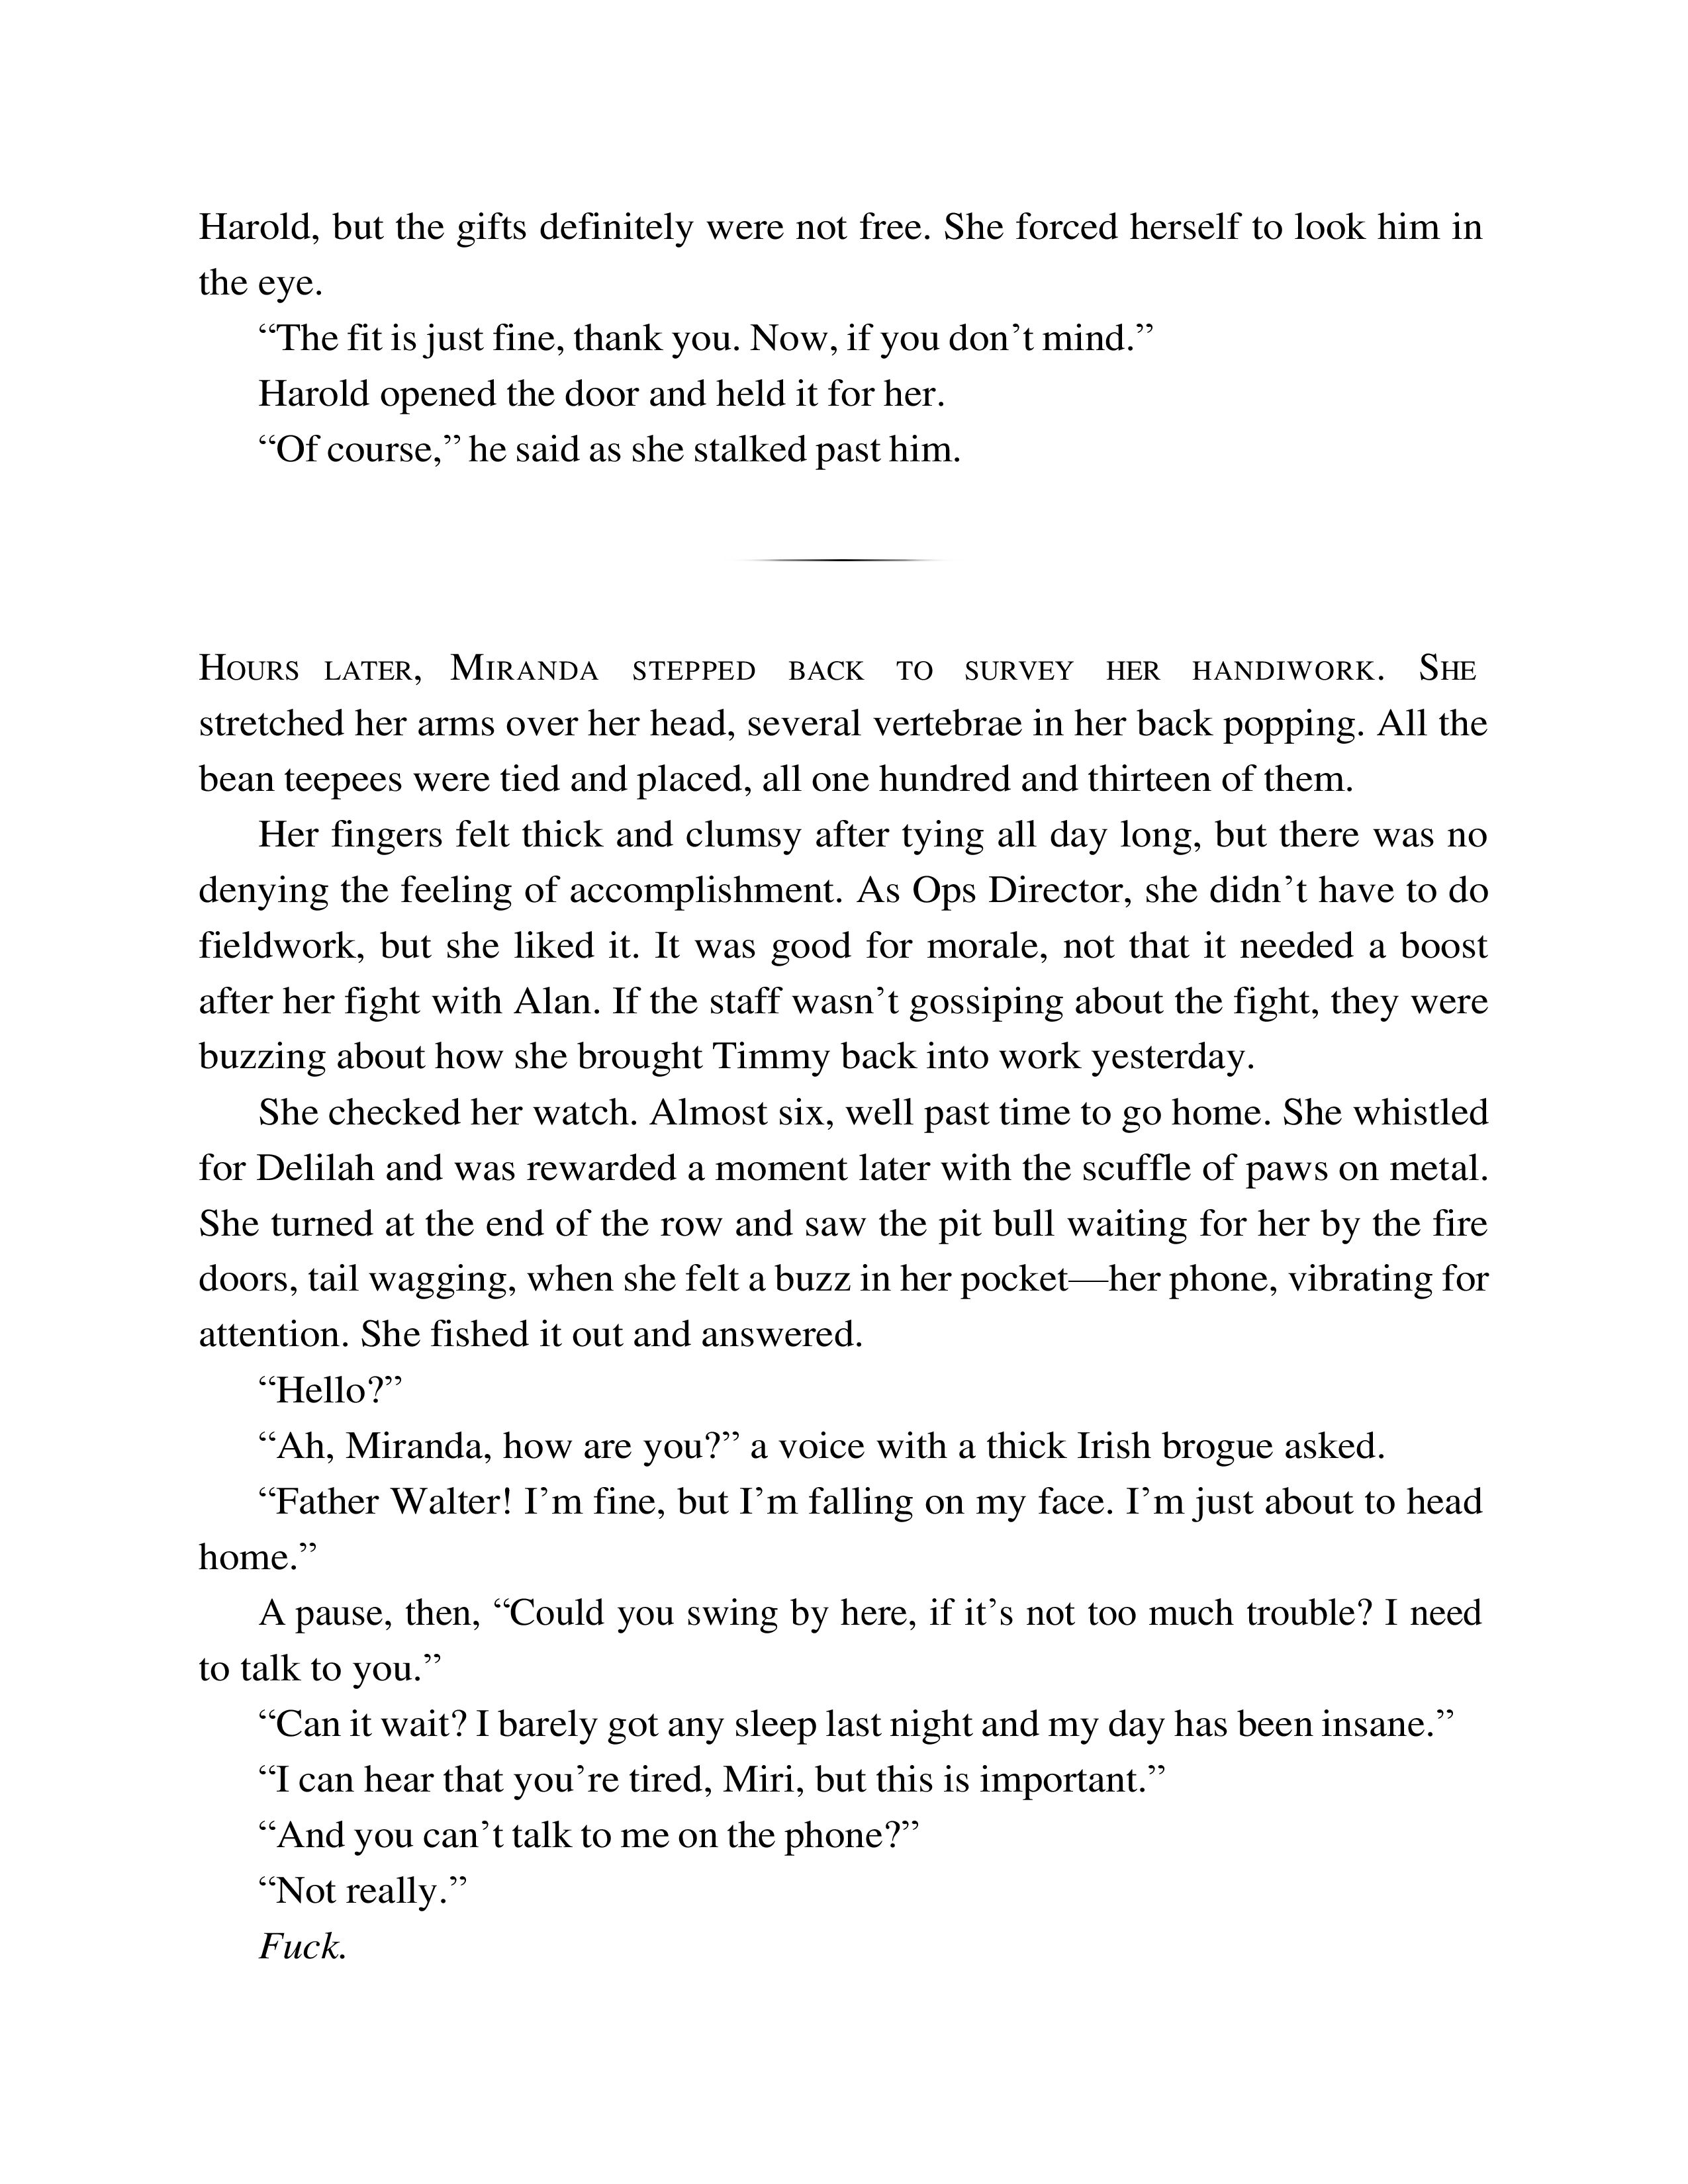 Harold, but the gifts definitely were not free. She forced herself to look him in
the eye.
“The fit is just fine, thank you. Now, if you don’t mind.”
Harold opened the door and held it for her.
“Of course,” he said as she stalked past him.
HOURS LATER, MIRANDA STEPPED BACK TO SURVEY HER HANDIWORK. SHE
stretched her arms over her head, several vertebrae in her back popping. All the
bean teepees were tied and placed, all one hundred and thirteen of them.
Her fingers felt thick and clumsy after tying all day long, but there was no
denying the feeling of accomplishment. As Ops Director, she didn’t have to do
fieldwork, but she liked it. It was good for morale, not that it needed a boost
after her fight with Alan. If the staff wasn’t gossiping about the fight, they were
buzzing about how she brought Timmy back into work yesterday.
She checked her watch. Almost six, well past time to go home. She whistled
for Delilah and was rewarded a moment later with the scuffle of paws on metal.
She turned at the end of the row and saw the pit bull waiting for her by the fire
doors, tail wagging, when she felt a buzz in her pocket—her phone, vibrating for
attention. She fished it out and answered.
“Hello?”
“Ah, Miranda, how are you?” a voice with a thick Irish brogue asked.
“Father Walter! I’m fine, but I’m falling on my face. I’m just about to head
home.”
A pause, then, “Could you swing by here, if it’s not too much trouble? I need
to talk to you.”
“Can it wait? I barely got any sleep last night and my day has been insane.”
“I can hear that you’re tired, Miri, but this is important.”
“And you can’t talk to me on the phone?”
“Not really.”
Fuck.